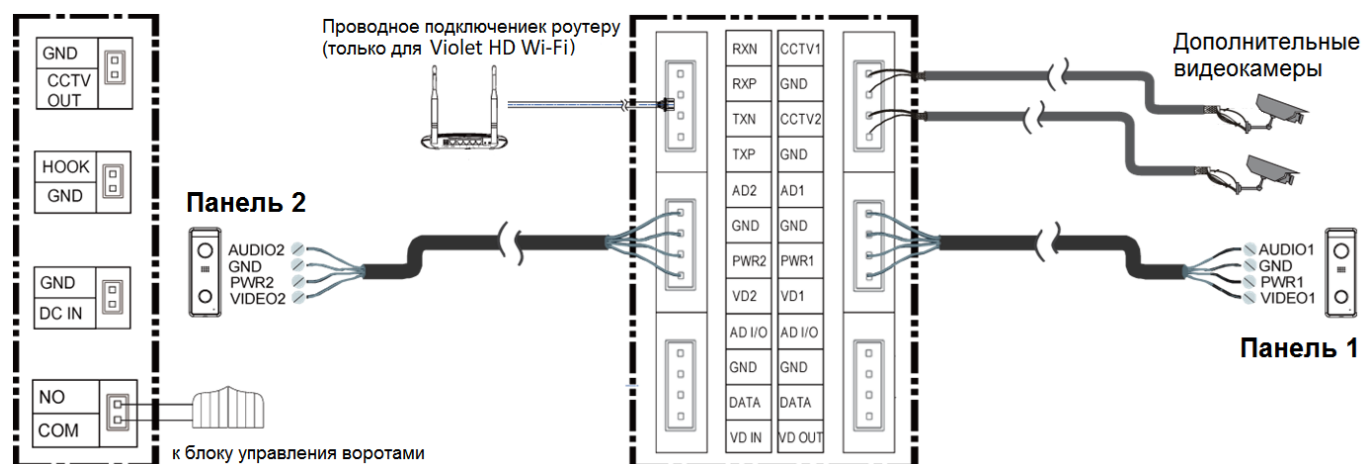 GND
CCTV
OUT
HOOK
GND
GND
DC IN
NO
COM
к блоку управления воротами
Панель 2
AUDIO2
GND
PWR2
VIDEO2
Проводное подключениек роутеру
(только для Violet HD Wi-Fi)
RXN CCTV1
RXP GND
TXN CCTV2
TXP GND
AD2 AD1
GND GND
PWR2 PWR1
VD2 VD1
AD I/O AD I/O
GND GND
DATA DATA
VD IN VD OUT
Дополнительные
видеокамеры
AUDIO1
GND
PWR1
VIDEO1
Панель 1